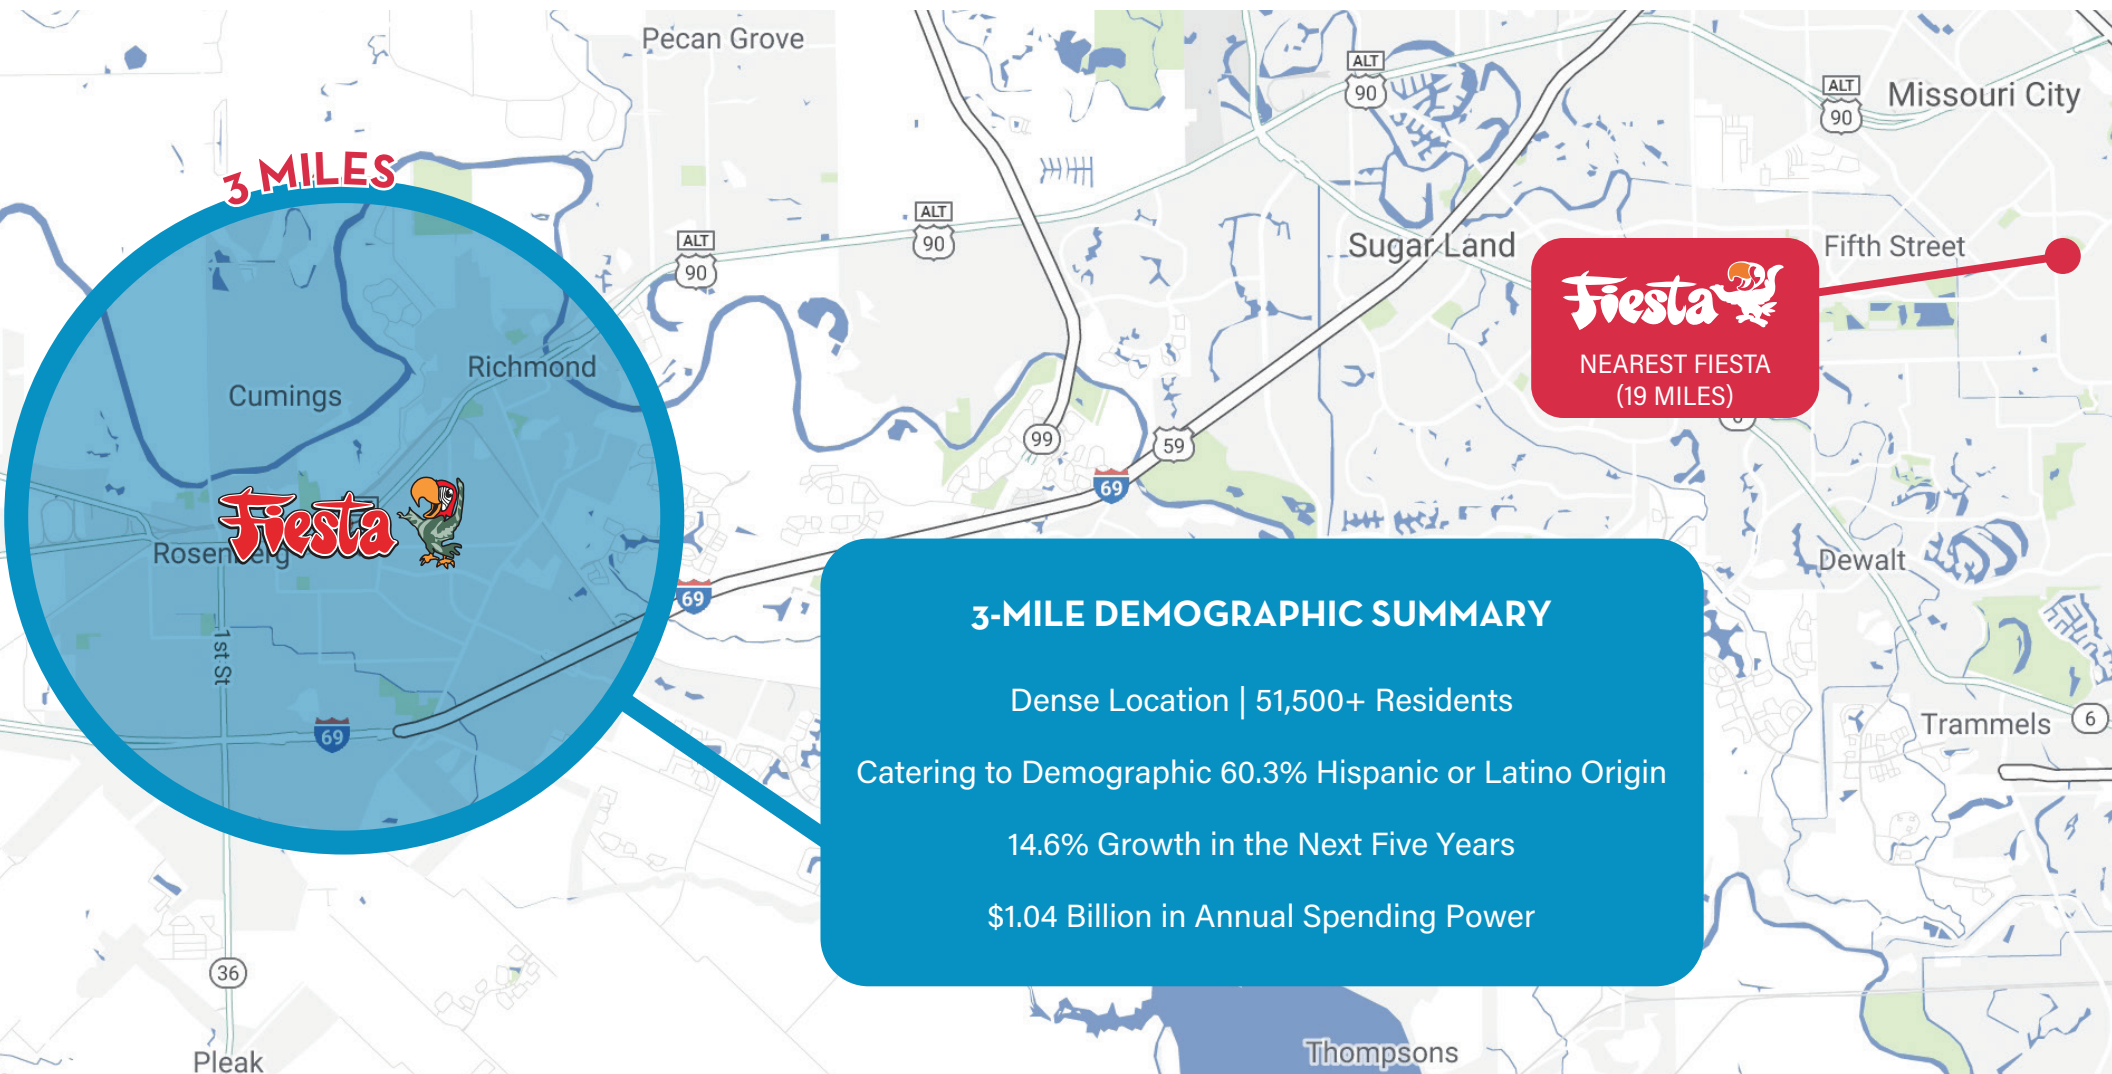 Pecan Grove
ALT
90
ALT
90
Missouri City
3 MILES
ALT
90
ALT
90
Sugar Land
Fifth Street
Fiesta
NEAREST FIESTA
(19 MILES)
Richmond
Cumings
99
59
69
Fiesta
Rosenberg
Dewalt
69
1st St
69
3-MILE DEMOGRAPHIC SUMMARY
Dense Location | 51,500+ Residents
Catering to Demographic 60.3% Hispanic or Latino Origin
14.6% Growth in the Next Five Years
$1.04 Billion in Annual Spending Power
Trammels
6
36
Pleak
Thompsons